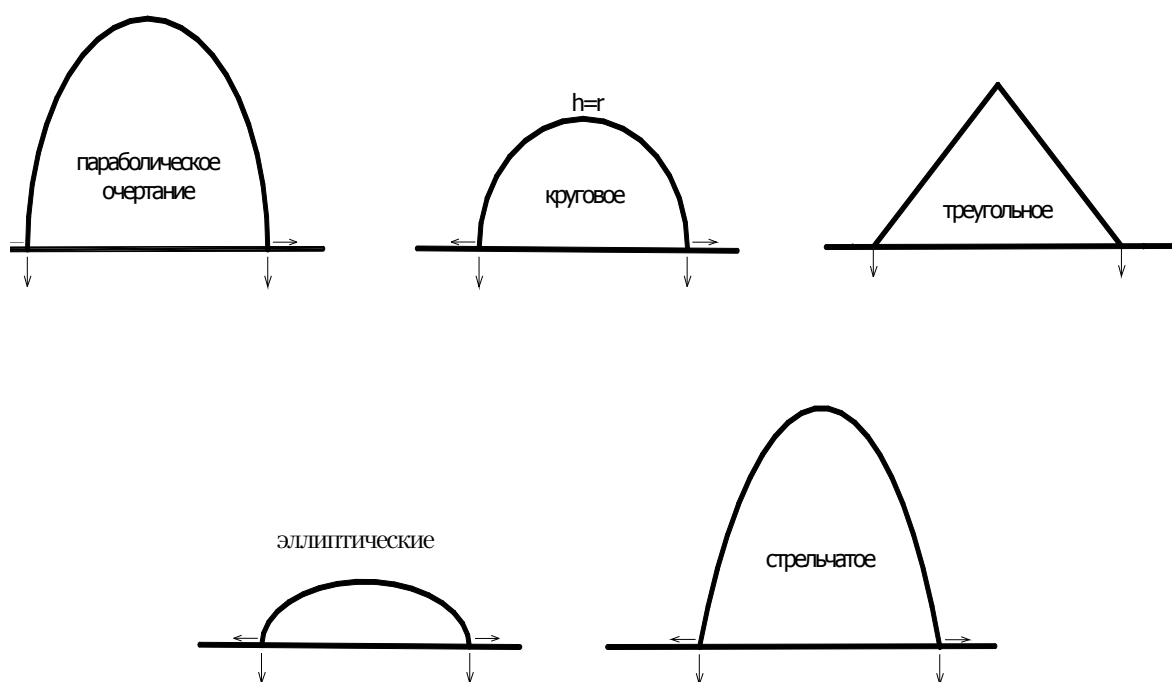 h=r
параболическое
очертание
круговое
треугольное
эллиптические
стрельчатое